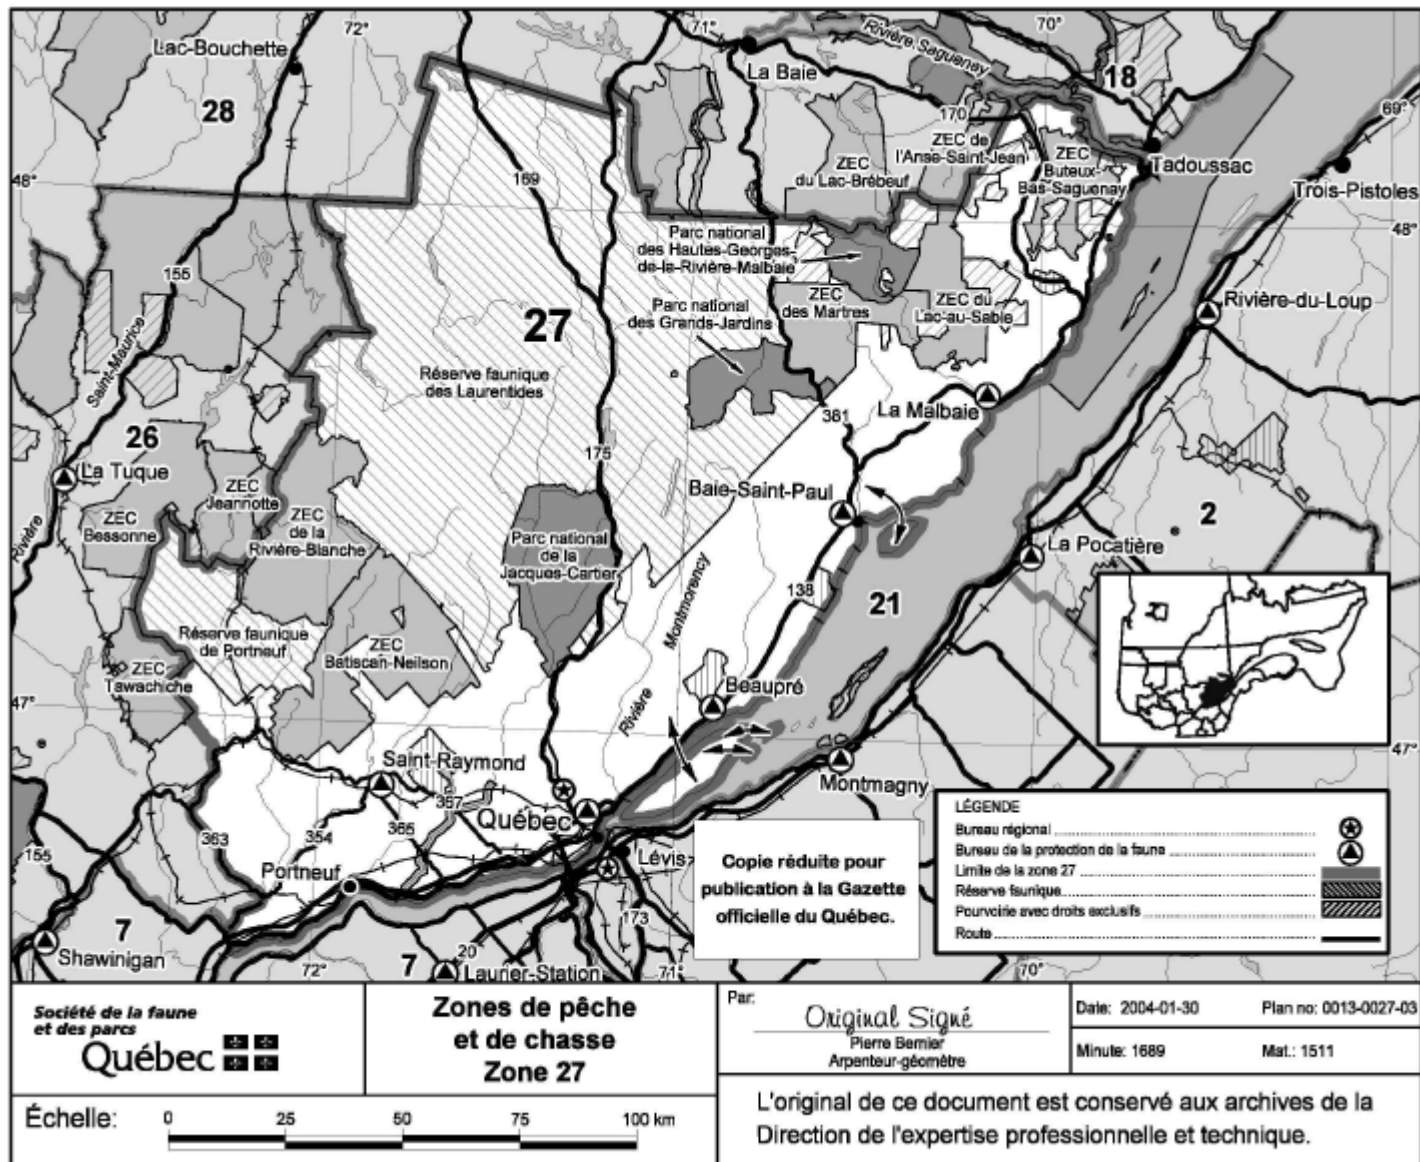 72°
71°
70°
Lac-Bouchette
La Baie
Rivière Saguenay
18
28
69°
170
ZEC de
l'Anse-Saint-Jean
ZEC
Buteux-
Bas-Saguenay
Tadoussac
ZEC
du Lac-Brébeuf
Trois-Pistoles
48°
169
48°
Parc national
des Hautes-Georges-
de-la-Rivière-Malbaie
155
Saint-Maurice
27
Parc national
des Grands-Jardins
ZEC
des Martres
ZEC du
Lac-au-Sable
Rivière-du-Loup
Réserve faunique
des Laurentides
381
La Malbaie
26
La Tuque
175
ZEC
Jeannotte
Baie-Saint-Paul
ZEC
Bessonne
ZEC
de la
Rivière-Blanche
2
Rivière
Parc national
de la
Jacques-Cartier
La Pocatière
138
21
Montmorency
Réserve faunique
de Portneuf
ZEC
Batiscan-Neilson
ZEC
Tawachiche
Beaupré
47°
Rivière
47°
Saint-Raymond
Montmagny
367
Québec
363
354
365
155
Lévis
Portneuf
173
7
Shawinigan
7
20
Laurier-Station
72°
71°
70°
Copie réduite pour
publication à la Gazette
officielle du Québec.
LÉGENDE
Bureau régional
Bureau de la protection de la faune
Limite de la zone 27
Réserve faunique
Pourvoirie avec droits exclusifs
Route
Société de la faune
et des parcs
Québec
Zones de pêche
et de chasse
Zone 27
Par:
Original Signé
Pierre Bernier
Arpenteur-géomètre
Date: 2004-01-30
Plan no: 0013-0027-03
Minute: 1689
Mat.: 1511
Échelle:
0 25 50 75 100 km
L'original de ce document est conservé aux archives de la
Direction de l'expertise professionnelle et technique.